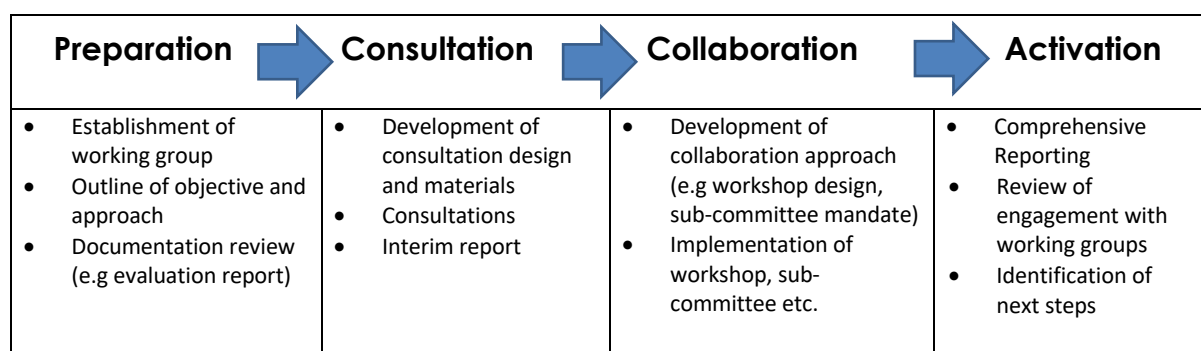 Preparation
Consultation
Collaboration
Activation
• Establishment of
working group
• Outline of objective and
approach
• Documentation review
(e.g evaluation report)
• Development of
consultation design
and materials
• Consultations
• Interim report
• Development of
collaboration approach
(e.g workshop design,
sub-committee mandate)
• Implementation of
workshop, sub-
committee etc.
• Comprehensive
Reporting
• Review of
engagement with
working groups
• Identification of
next steps